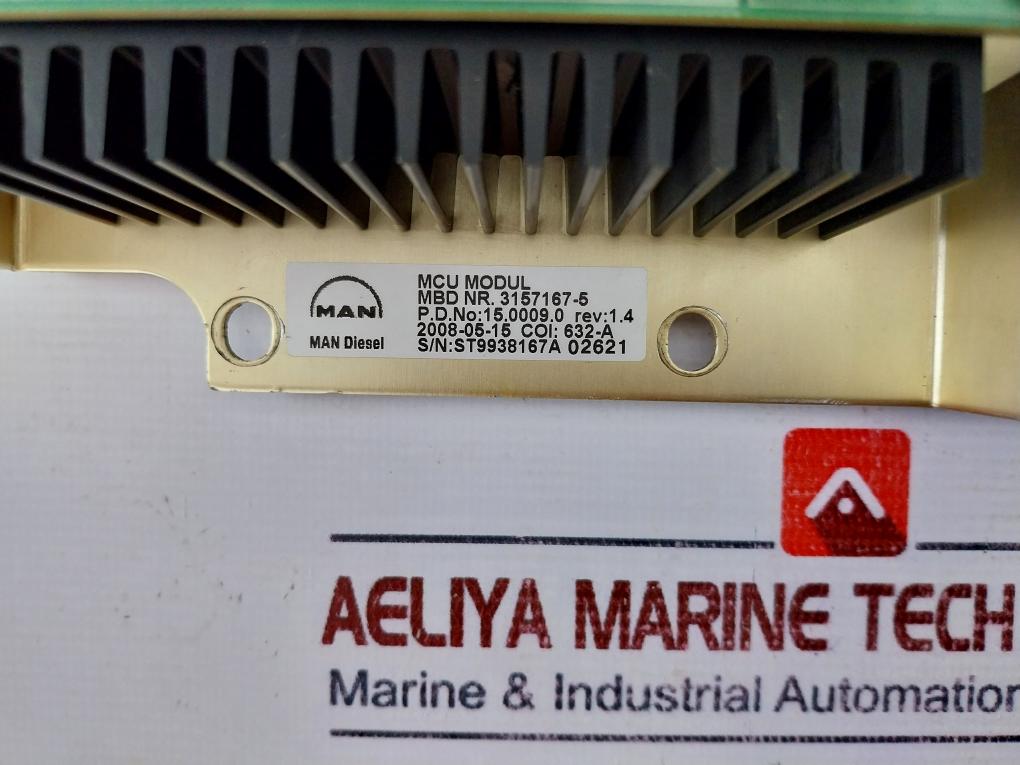 MAN
MAN Diesel
MCU MODUL
MBD NR. 3157167-5
P.D.No:15.0009.0 rev:1.4
2008-05-15 COI: 632-A
S/N:ST9938167A 02621
AELIYA MARINE TECH
Marine & Industrial Automation